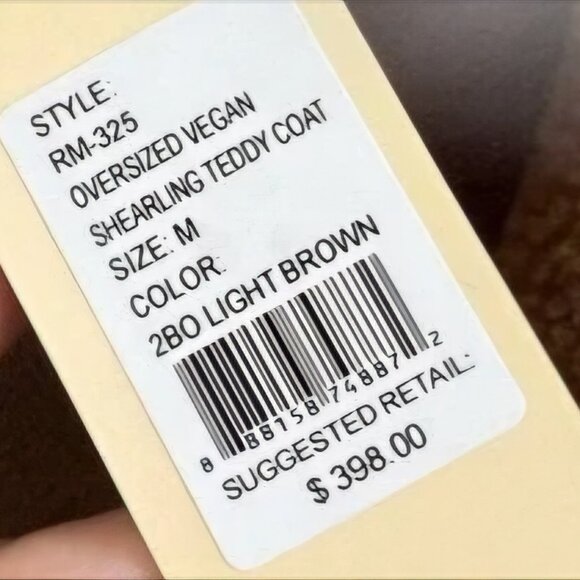 STYLE:
RM-325
OVERSIZED VEGAN
SHEARLING TEDDY COAT
SIZE: M
COLOR:
2BO LIGHT BROWN
8 88158 74887 2
SUGGESTED RETAIL:
$ 398.00